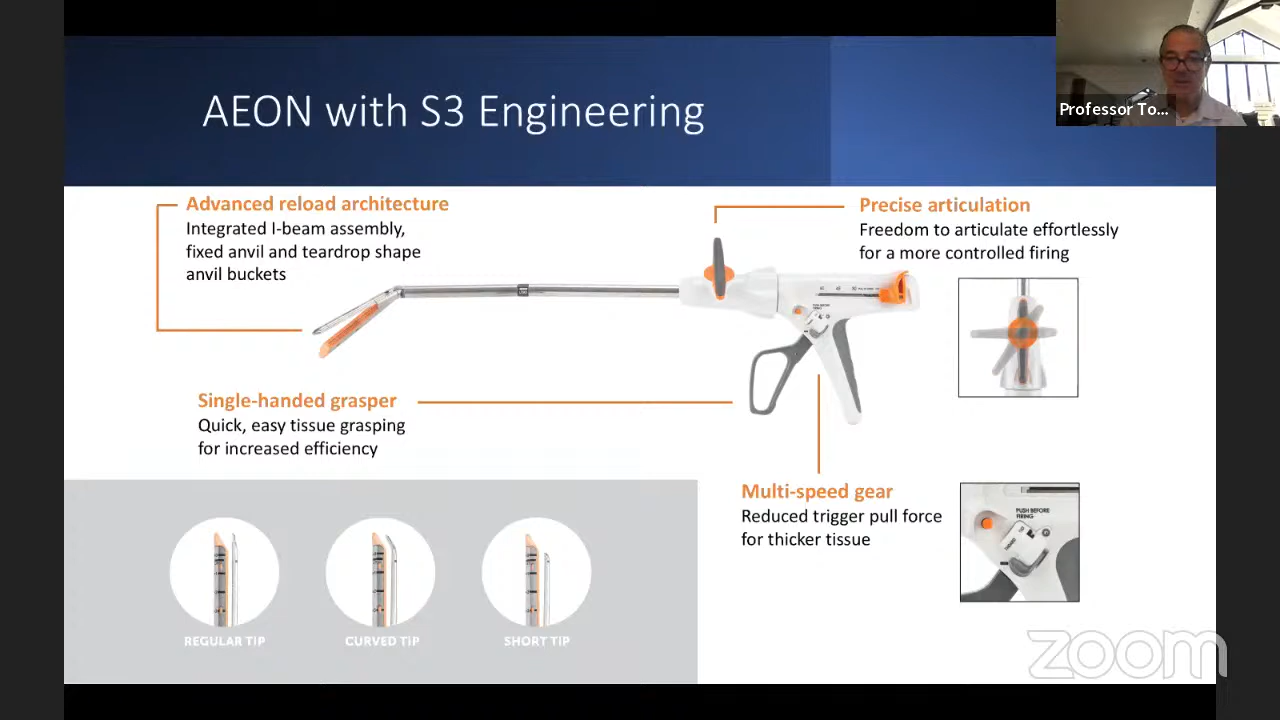 AEON with S3 Engineering
Professor To...
Advanced reload architecture
Integrated I-beam assembly,
fixed anvil and teardrop shape
anvil buckets
Precise articulation
Freedom to articulate effortlessly
for a more controlled firing
Single-handed grasper
Quick, easy tissue grasping
for increased efficiency
Multi-speed gear
Reduced trigger pull force
for thicker tissue
PUSH BEFORE
FIRING
REGULAR TIP
CURVED TIP
SHORT TIP
zoom